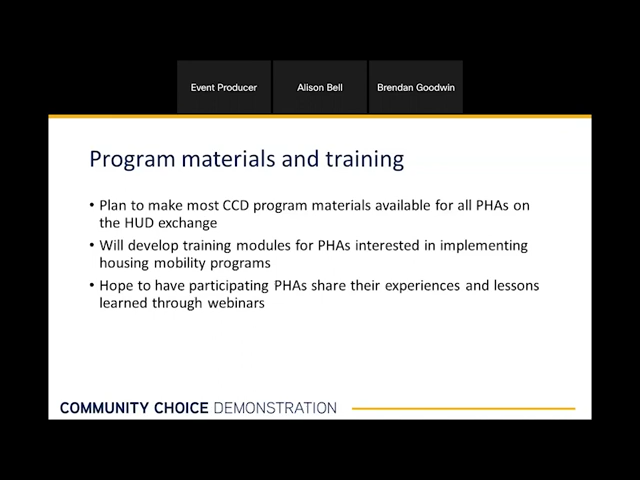 Event Producer
Alison Bell
Brendan Goodwin
Program materials and training
• Plan to make most CCD program materials available for all PHAs on
the HUD exchange
• Will develop training modules for PHAs interested in implementing
housing mobility programs
• Hope to have participating PHAs share their experiences and lessons
learned through webinars
COMMUNITY CHOICE DEMONSTRATION